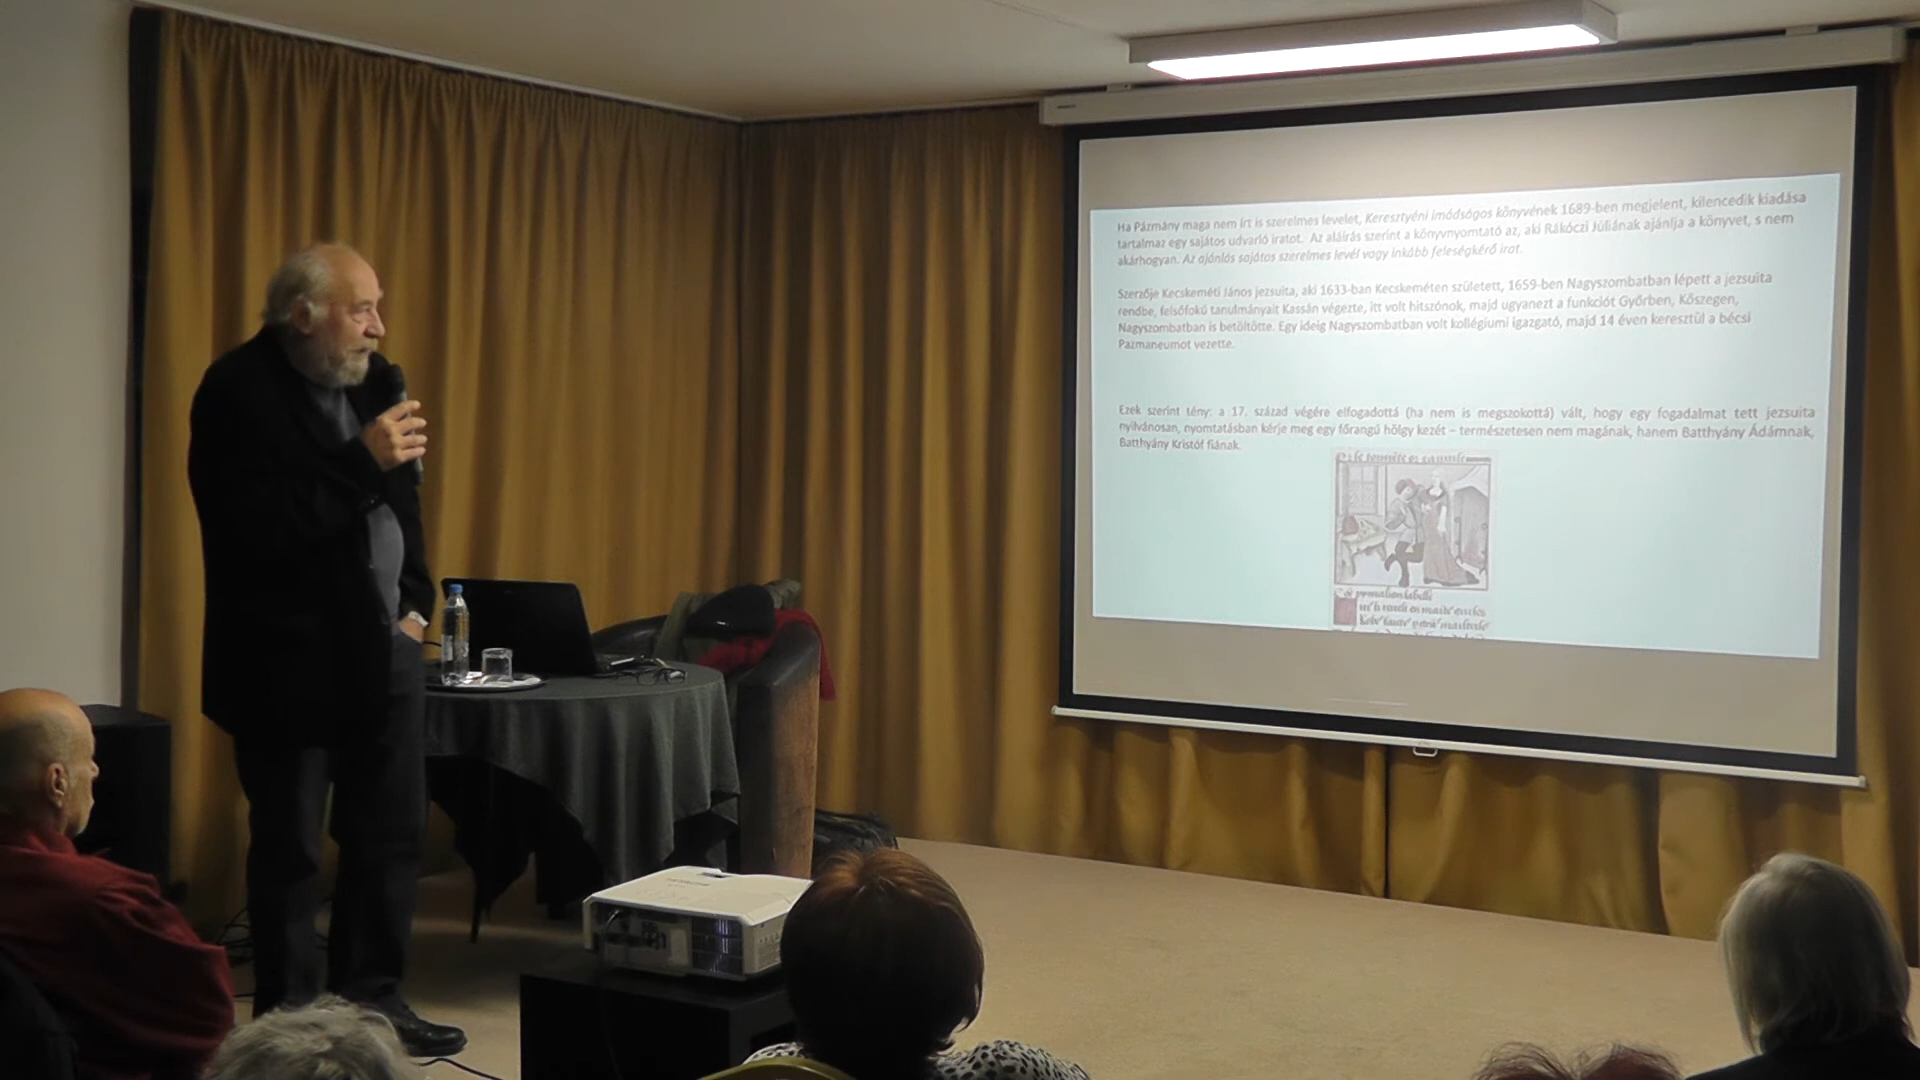 Ha Pázmány maga nem írt is szerelmes levelet, Keresztyéni imádságos könyvének 1689-ben megjelent, kilencedik kiadása
tartalmaz egy sajátos udvarló iratot. Az aláírás szerint a könyvnyomtató az, aki Rákóczi Júliának ajánlja a könyvet, s nem
akárhogyan. Az ajánlás sajátos szerelmes levél vagy inkább feleségkérő irat.
Szerzője Kecskeméti János jezsuita, aki 1633-ban Kecskeméten született, 1659-ben Nagyszombatban lépett a jezsuita
rendbe, felsőfokú tanulmányait Kassán végezte, itt volt hitszónok, majd ugyanezt a funkciót Győrben, Kőszegen,
Nagyszombatban is betöltötte. Egy ideig Nagyszombatban volt kollégiumi igazgató, majd 14 éven keresztül a bécsi
Pazmaneumot vezette.
Ezek szerint tény: a 17. század végére elfogadottá (ha nem is megszokottá) vált, hogy egy fogadalmat tett jezsuita
nyilvánosan, nyomtatásban kérje meg egy főrangú hölgy kezét – természetesen nem magának, hanem Batthyány Ádámnak,
Batthyány Kristóf fiának.